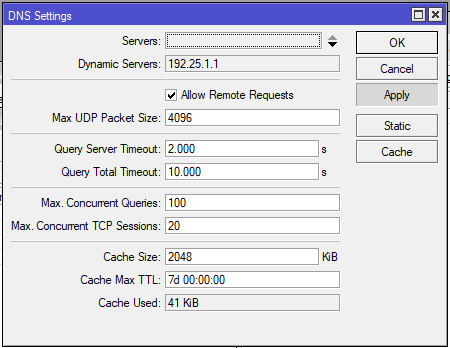 DNS Settings
Servers:
OK
Dynamic Servers: 192.25.1.1
Cancel
Allow Remote Requests
Apply
Max UDP Packet Size: 4096
Static
Query Server Timeout: 2.000 s
Cache
Query Total Timeout: 10.000 s
Max. Concurrent Queries: 100
Max. Concurrent TCP Sessions: 20
Cache Size: 2048 KiB
Cache Max TTL: 7d 00:00:00
Cache Used: 41 KiB